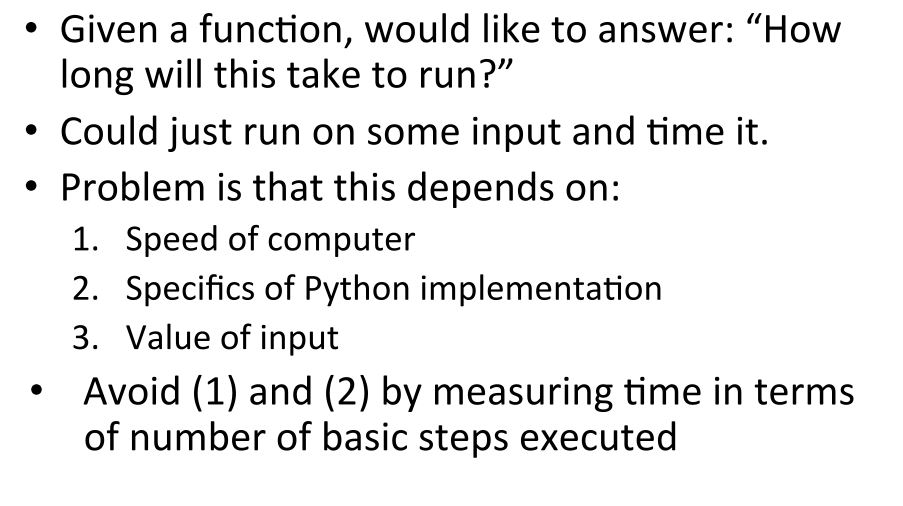 • Given a function, would like to answer: “How
long will this take to run?”
• Could just run on some input and time it.
• Problem is that this depends on:
1. Speed of computer
2. Specifics of Python implementation
3. Value of input
• Avoid (1) and (2) by measuring time in terms
of number of basic steps executed